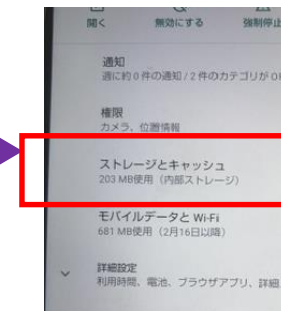 開く 無効にする 強制停止
通知
週に約 0 件の通知 / 2 件のカテゴリが O
権限
カメラ、位置情報
ストレージとキャッシュ
203 MB使用（内部ストレージ）
モバイルデータと Wi-Fi
681 MB使用（2月16日以降）
詳細設定
利用時間、電池、ブラウザアプリ、詳細